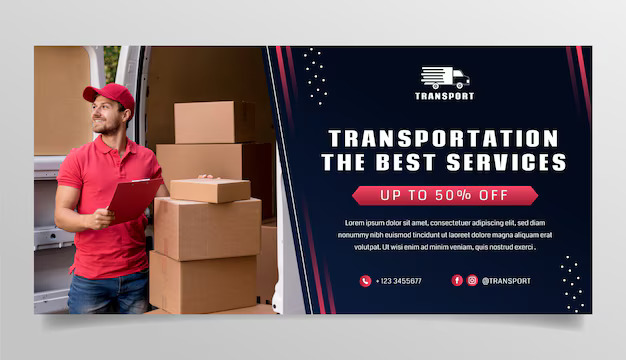 TRANSPORT
TRANSPORTATION
THE BEST SERVICES
UP TO 50% OFF
Lorem ipsum dolor sit amet, consectetuer adipiscing
elit, sed diam nonummy nibh euismod tincidunt ut
laoreet dolore magna aliquam erat volutpat. Ut wisi
enim ad minim veniam, quis .
+ 123 3455677
@TRANSPORT